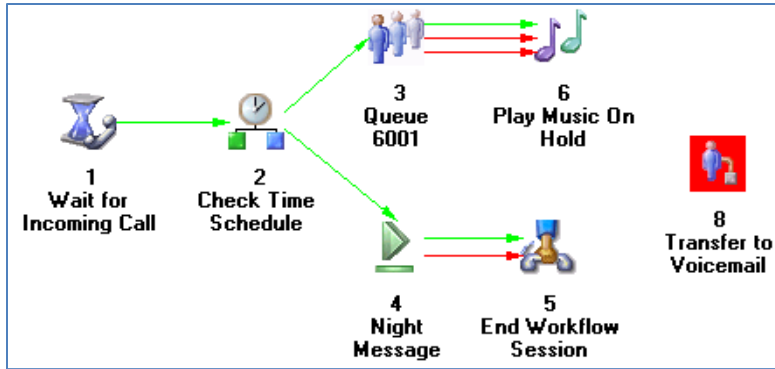 3
Queue
6001
6
Play Music On
Hold
1
Wait for
Incoming Call
2
Check Time
Schedule
8
Transfer to
Voicemail
4
Night
Message
5
End Workflow
Session